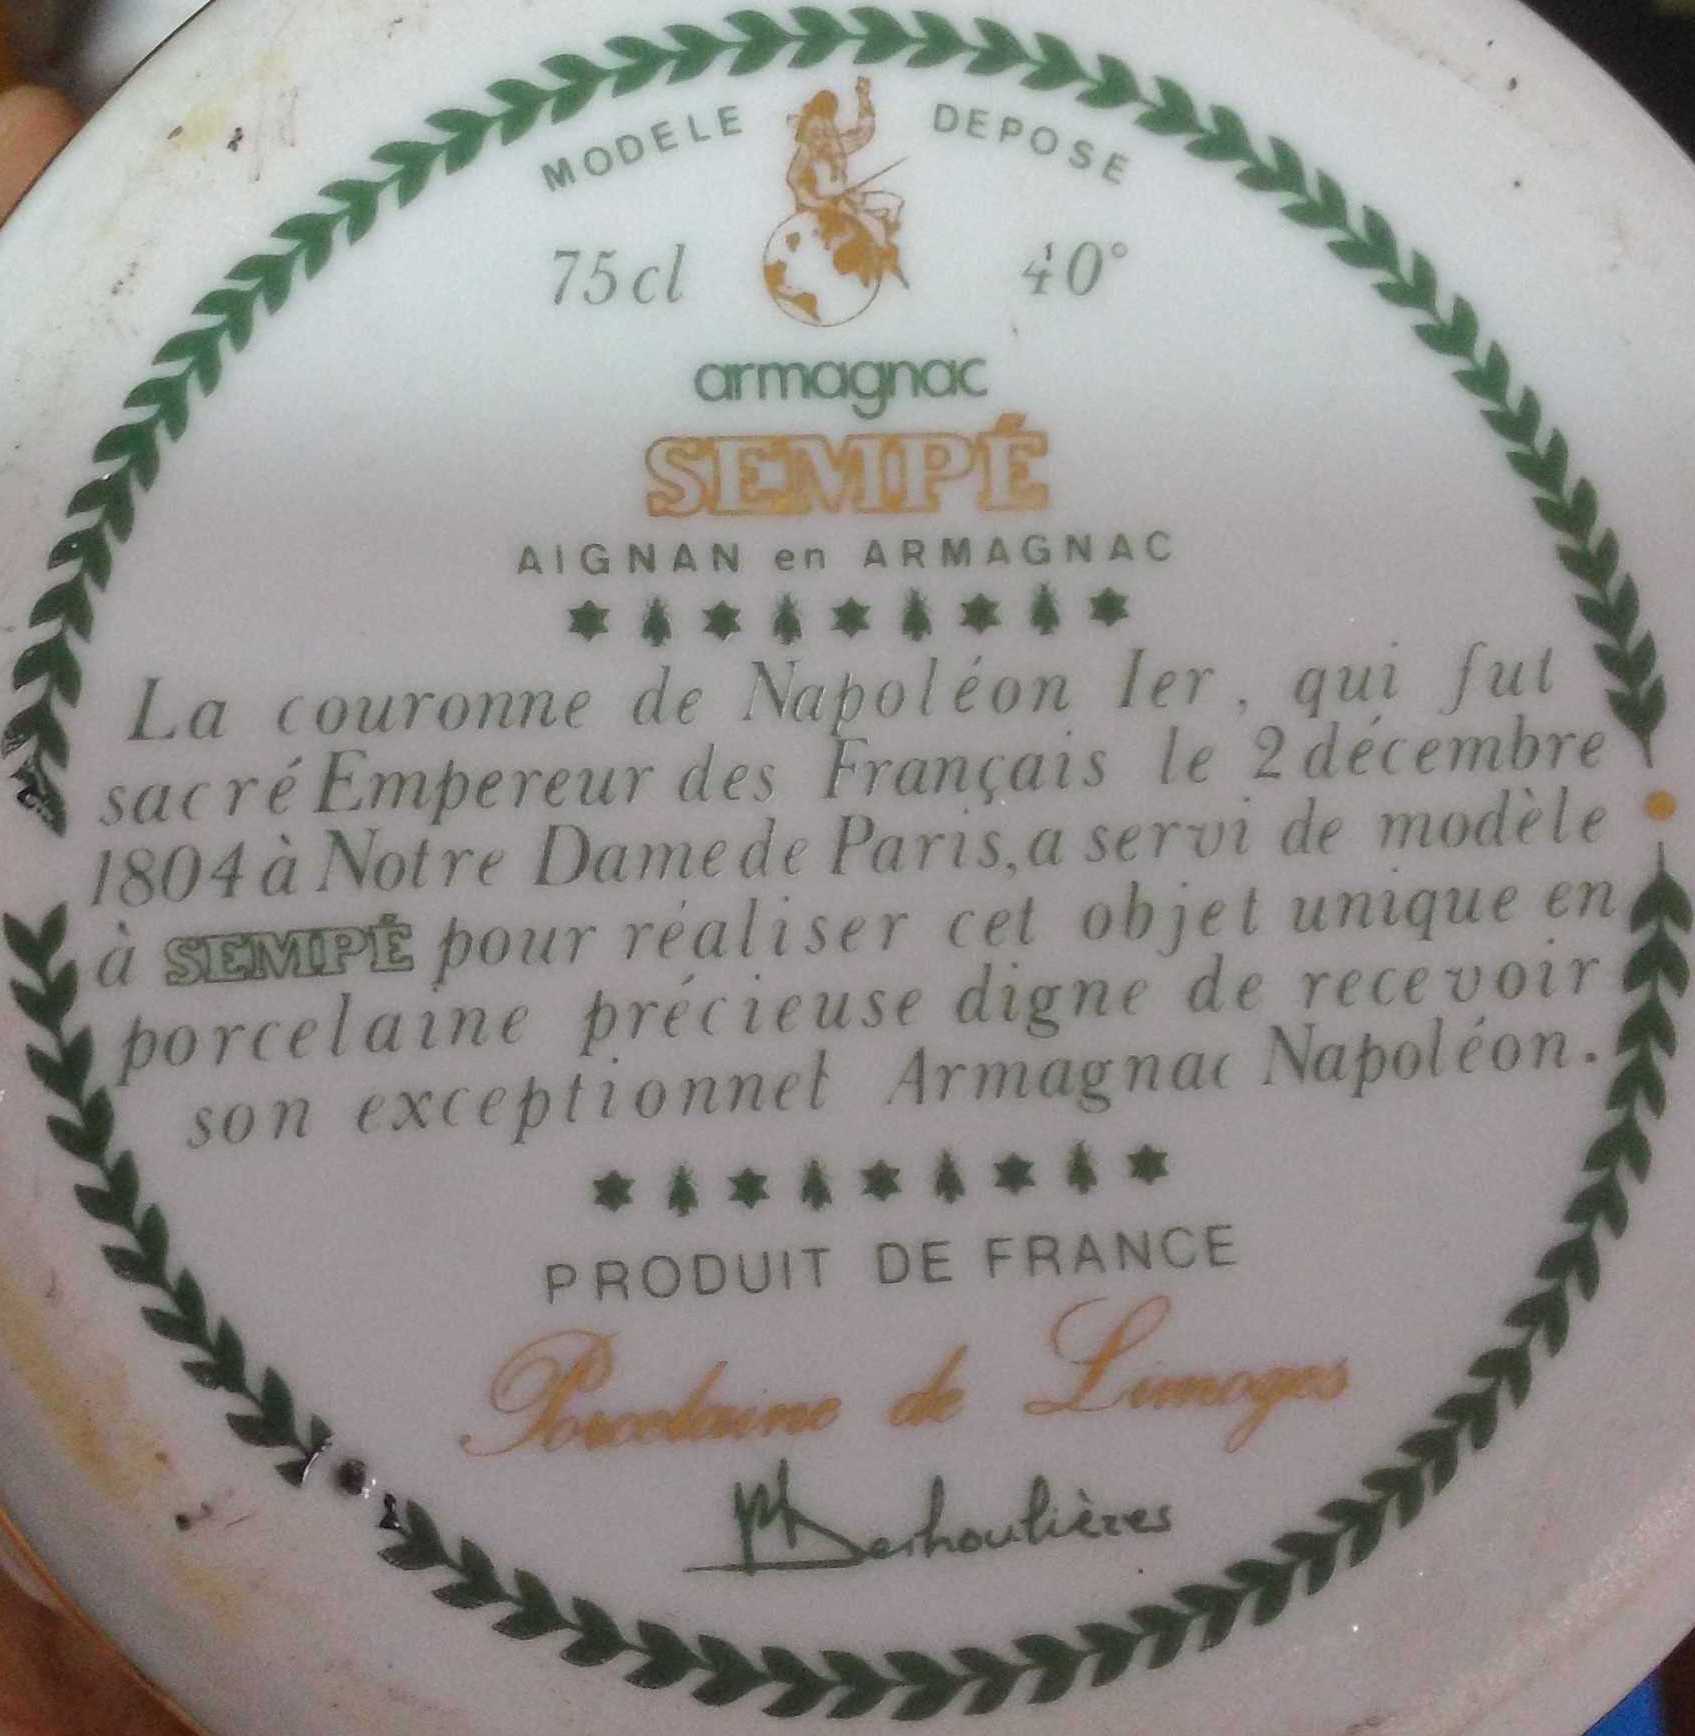 MODELE DEPOSE
75cl 40°
armagnac
SEMPÉ
AIGNAN en ARMAGNAC
La couronne de Napoléon Ier, qui fut
sacré Empereur des Français le 2 décembre
1804 à Notre Dame de Paris, a servi de modèle
à SEMPÉ pour réaliser cet objet unique en
porcelaine précieuse digne de recevoir
son exceptionnel Armagnac Napoléon.
PRODUIT DE FRANCE
Porcelaine de Limoges
Ph Deshoulières